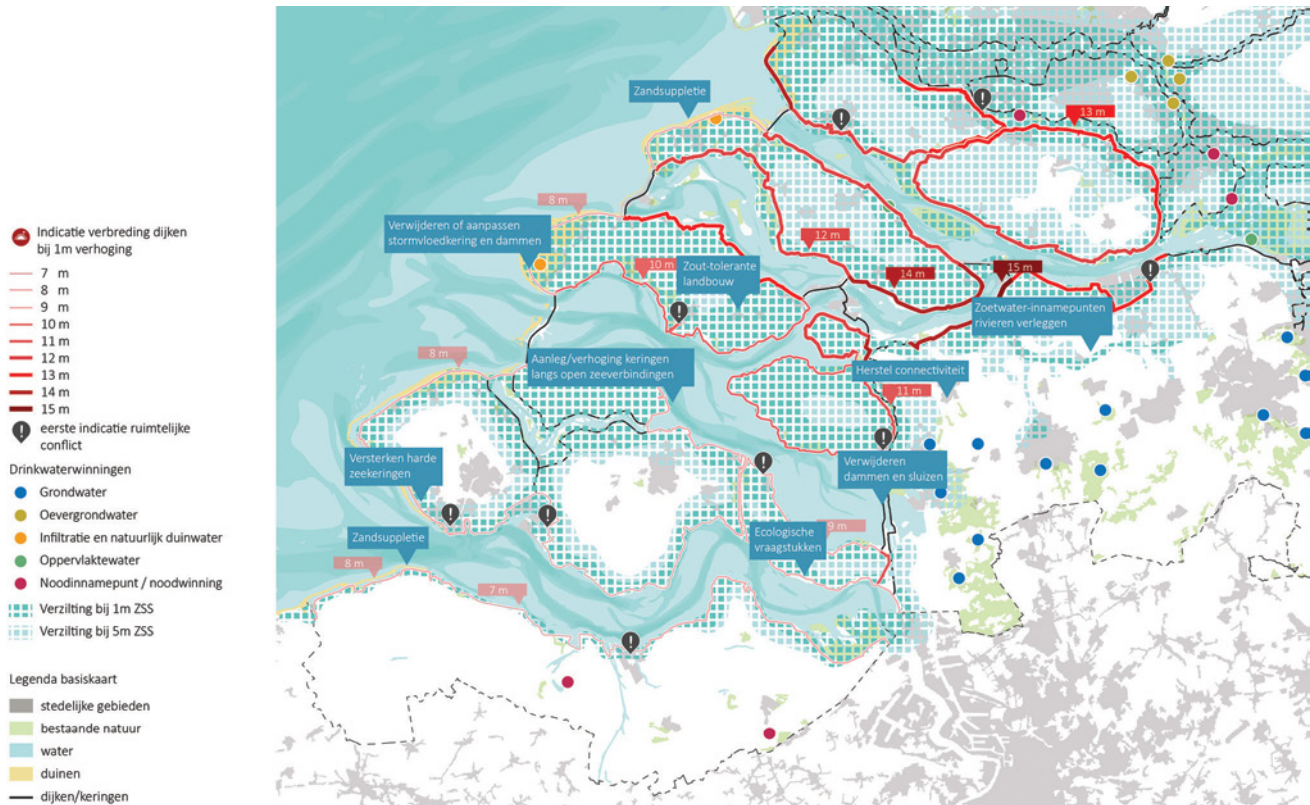 Indicatie verbreding dijken
bij 1m verhoging
7 m
8 m
9 m
10 m
11 m
12 m
13 m
14 m
15 m
eerste indicatie ruimtelijke
conflict
Drinkwaterwinningen
Grondwater
Oevergrondwater
Infiltratie en natuurlijk duinwater
Oppervlaktewater
Noodinnamepunt / noodwinning
Verzilting bij 1m ZSS
Verzilting bij 5m ZSS
Legenda basiskaart
stedelijke gebieden
bestaande natuur
water
duinen
dijken/keringen
Zandsuppletie
13 m
8 m
Verwijderen of aanpassen
stormvloedkering en dammen
12 m
10 m
Zout-tolerante
landbouw
14 m
15 m
Zoetwater-innamepunten
rivieren verleggen
8 m
Aanleg/verhoging keringen
langs open zeeverbindingen
Herstel connectiviteit
11 m
Versterken harde
zeekeringen
Verwijderen
dammen en sluizen
Zandsuppletie
Ecologische
vraagstukken
9 m
8 m
7 m